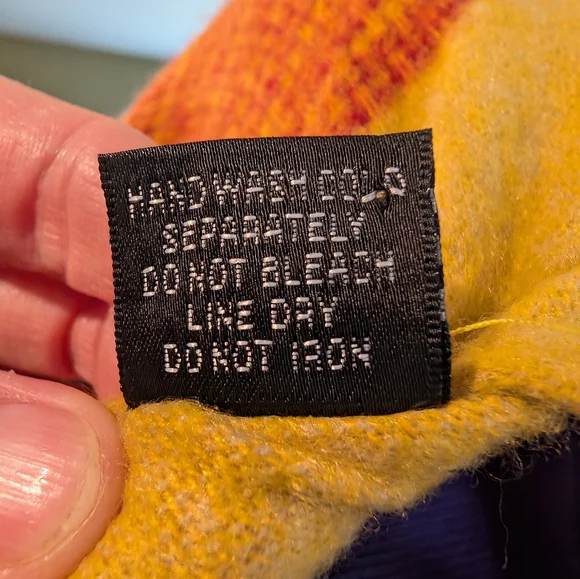 HAND WASH COLD
SEPARATELY
DO NOT BLEACH
LINE DRY
DO NOT IRON